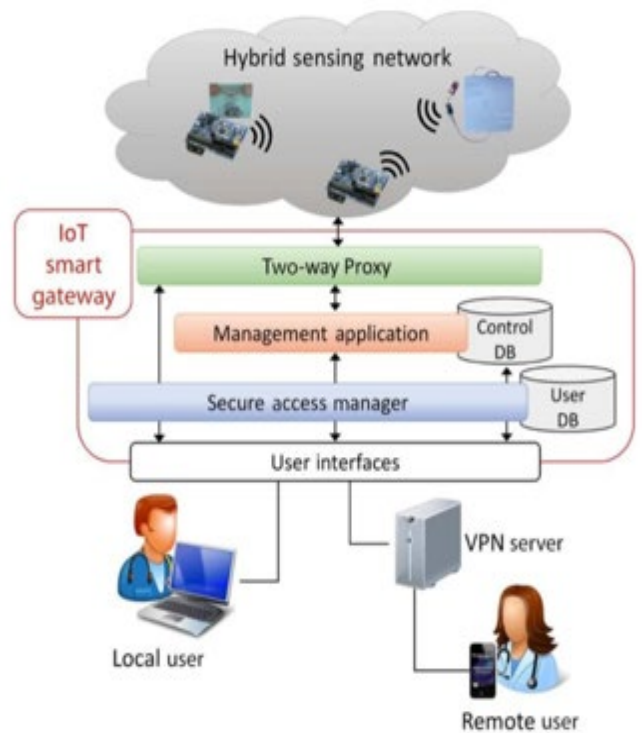 Hybrid sensing network
IoT
smart
gateway
Two-way Proxy
Management application
Control
DB
Secure access manager
User
DB
User interfaces
VPN server
Local user
Remote user